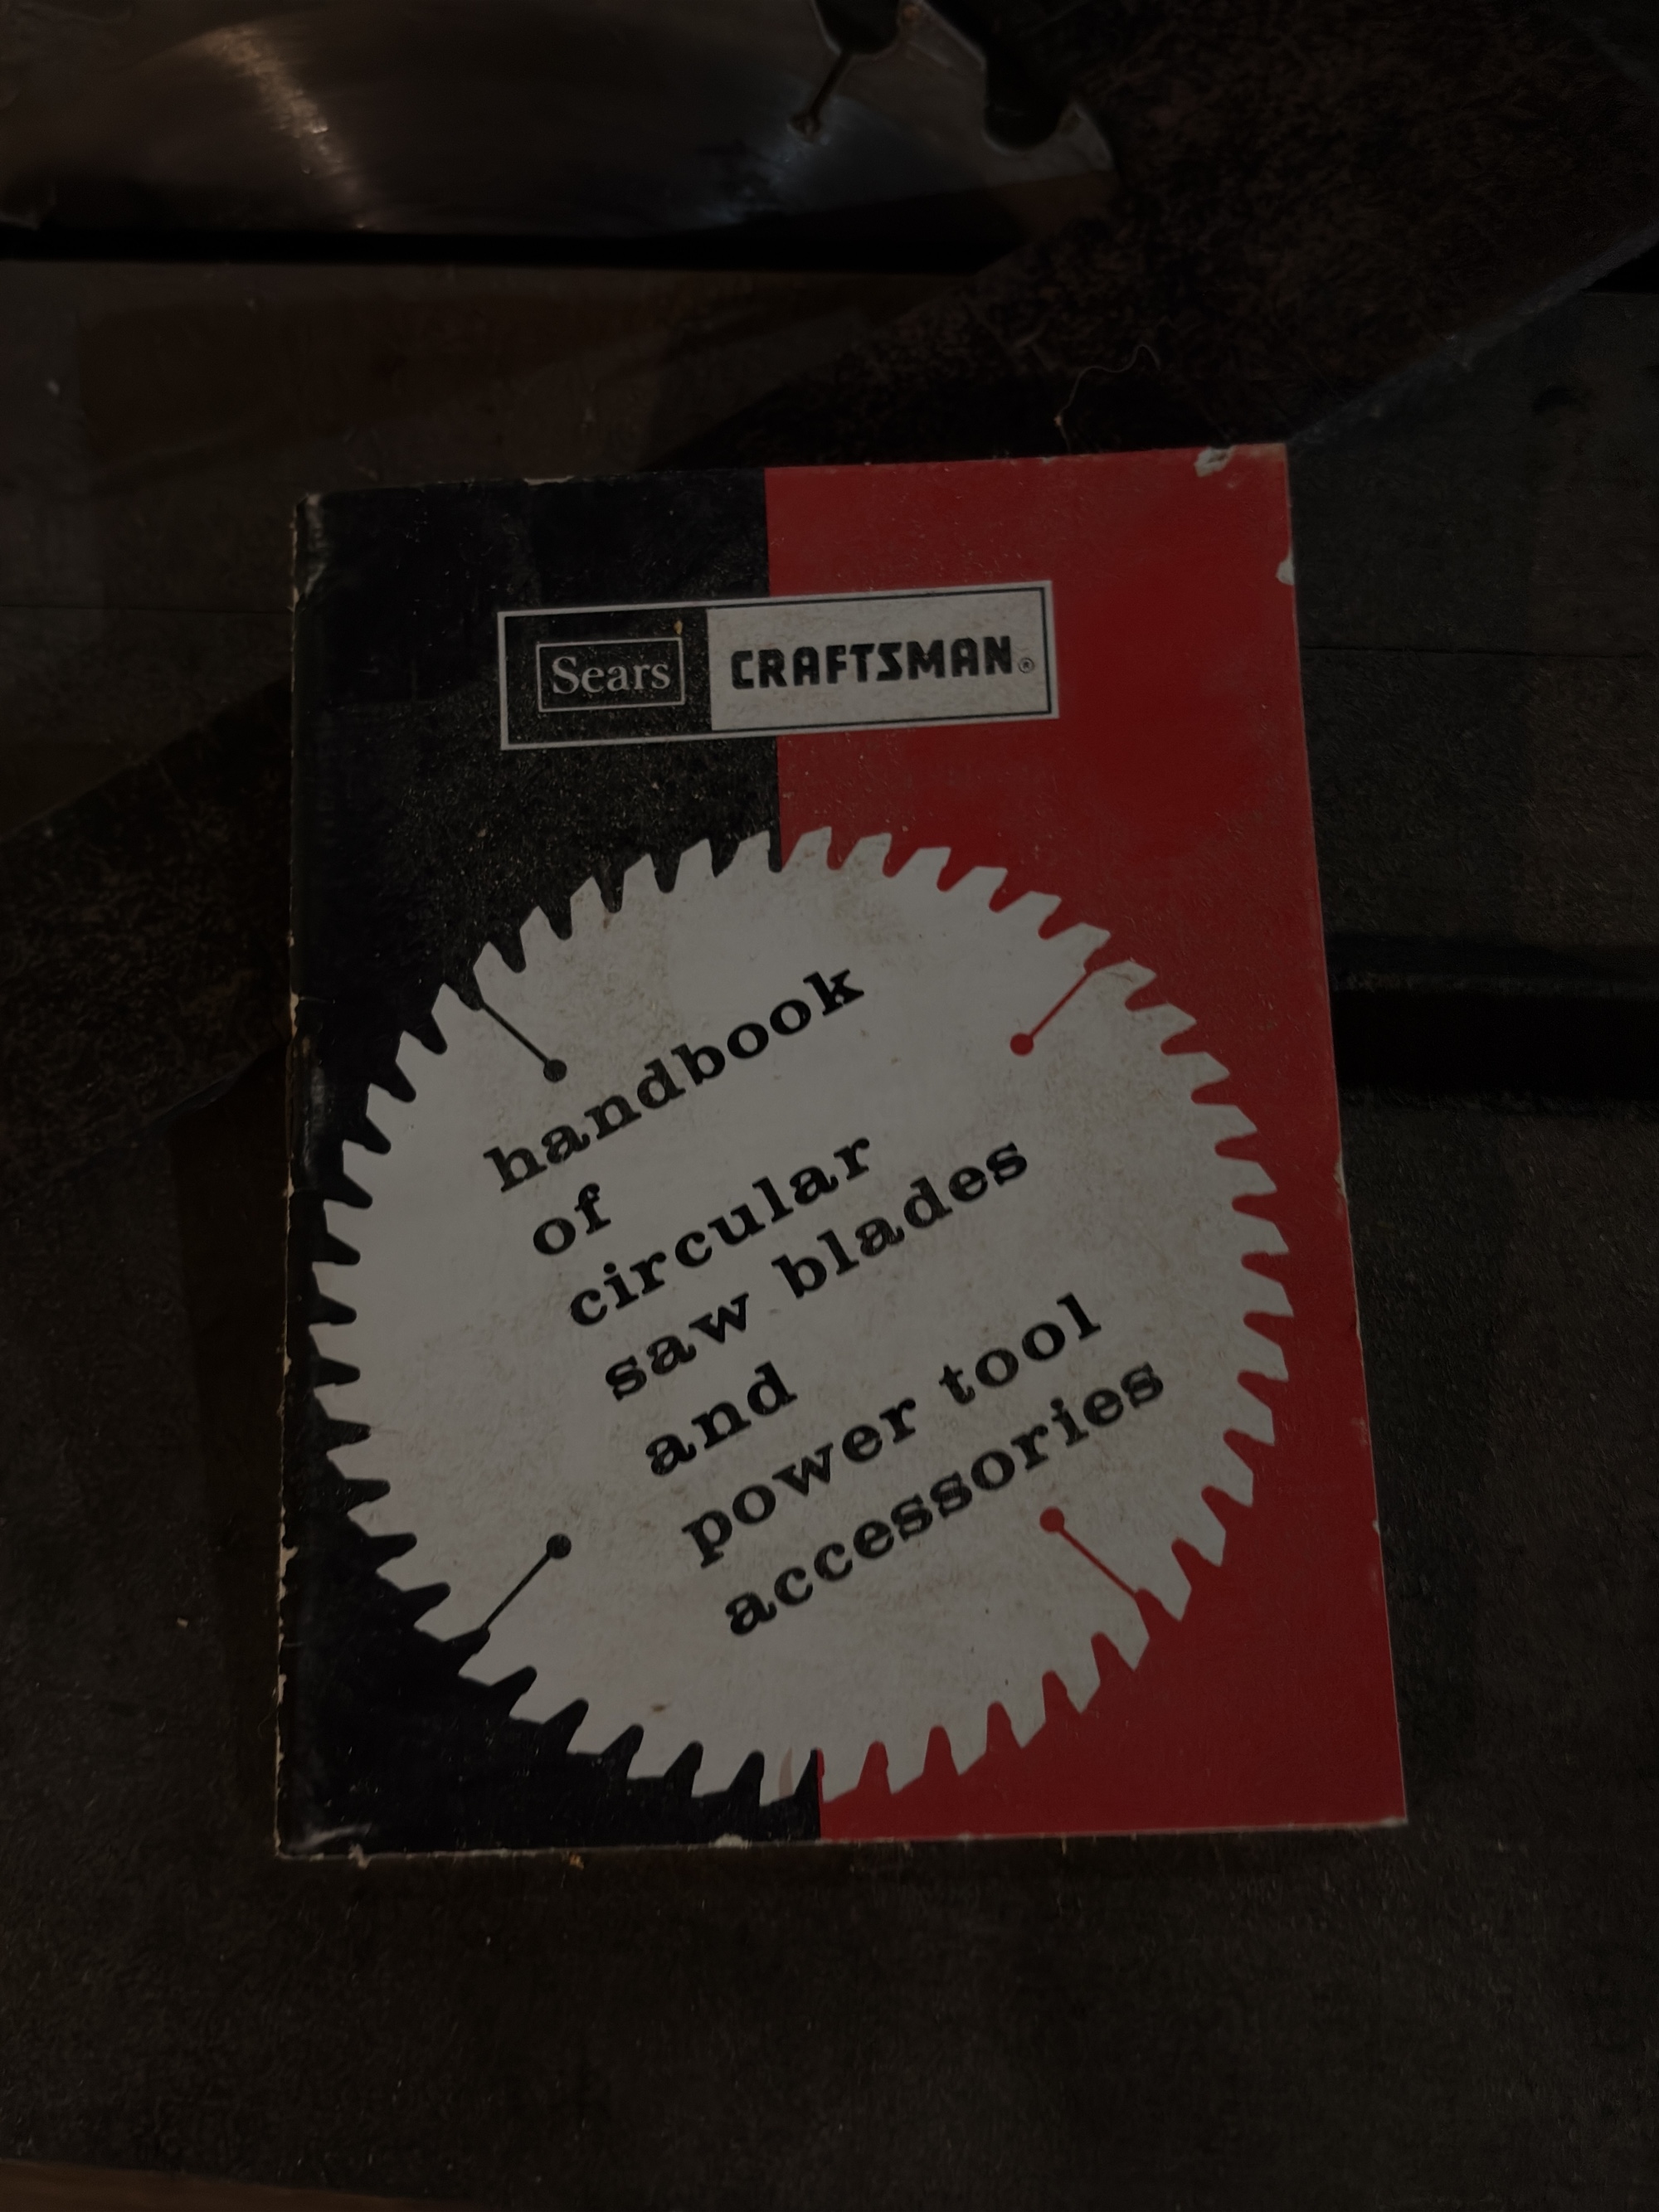 Sears CRAFTSMAN®
handbook
of
circular
saw blades
and
power tool
accessories